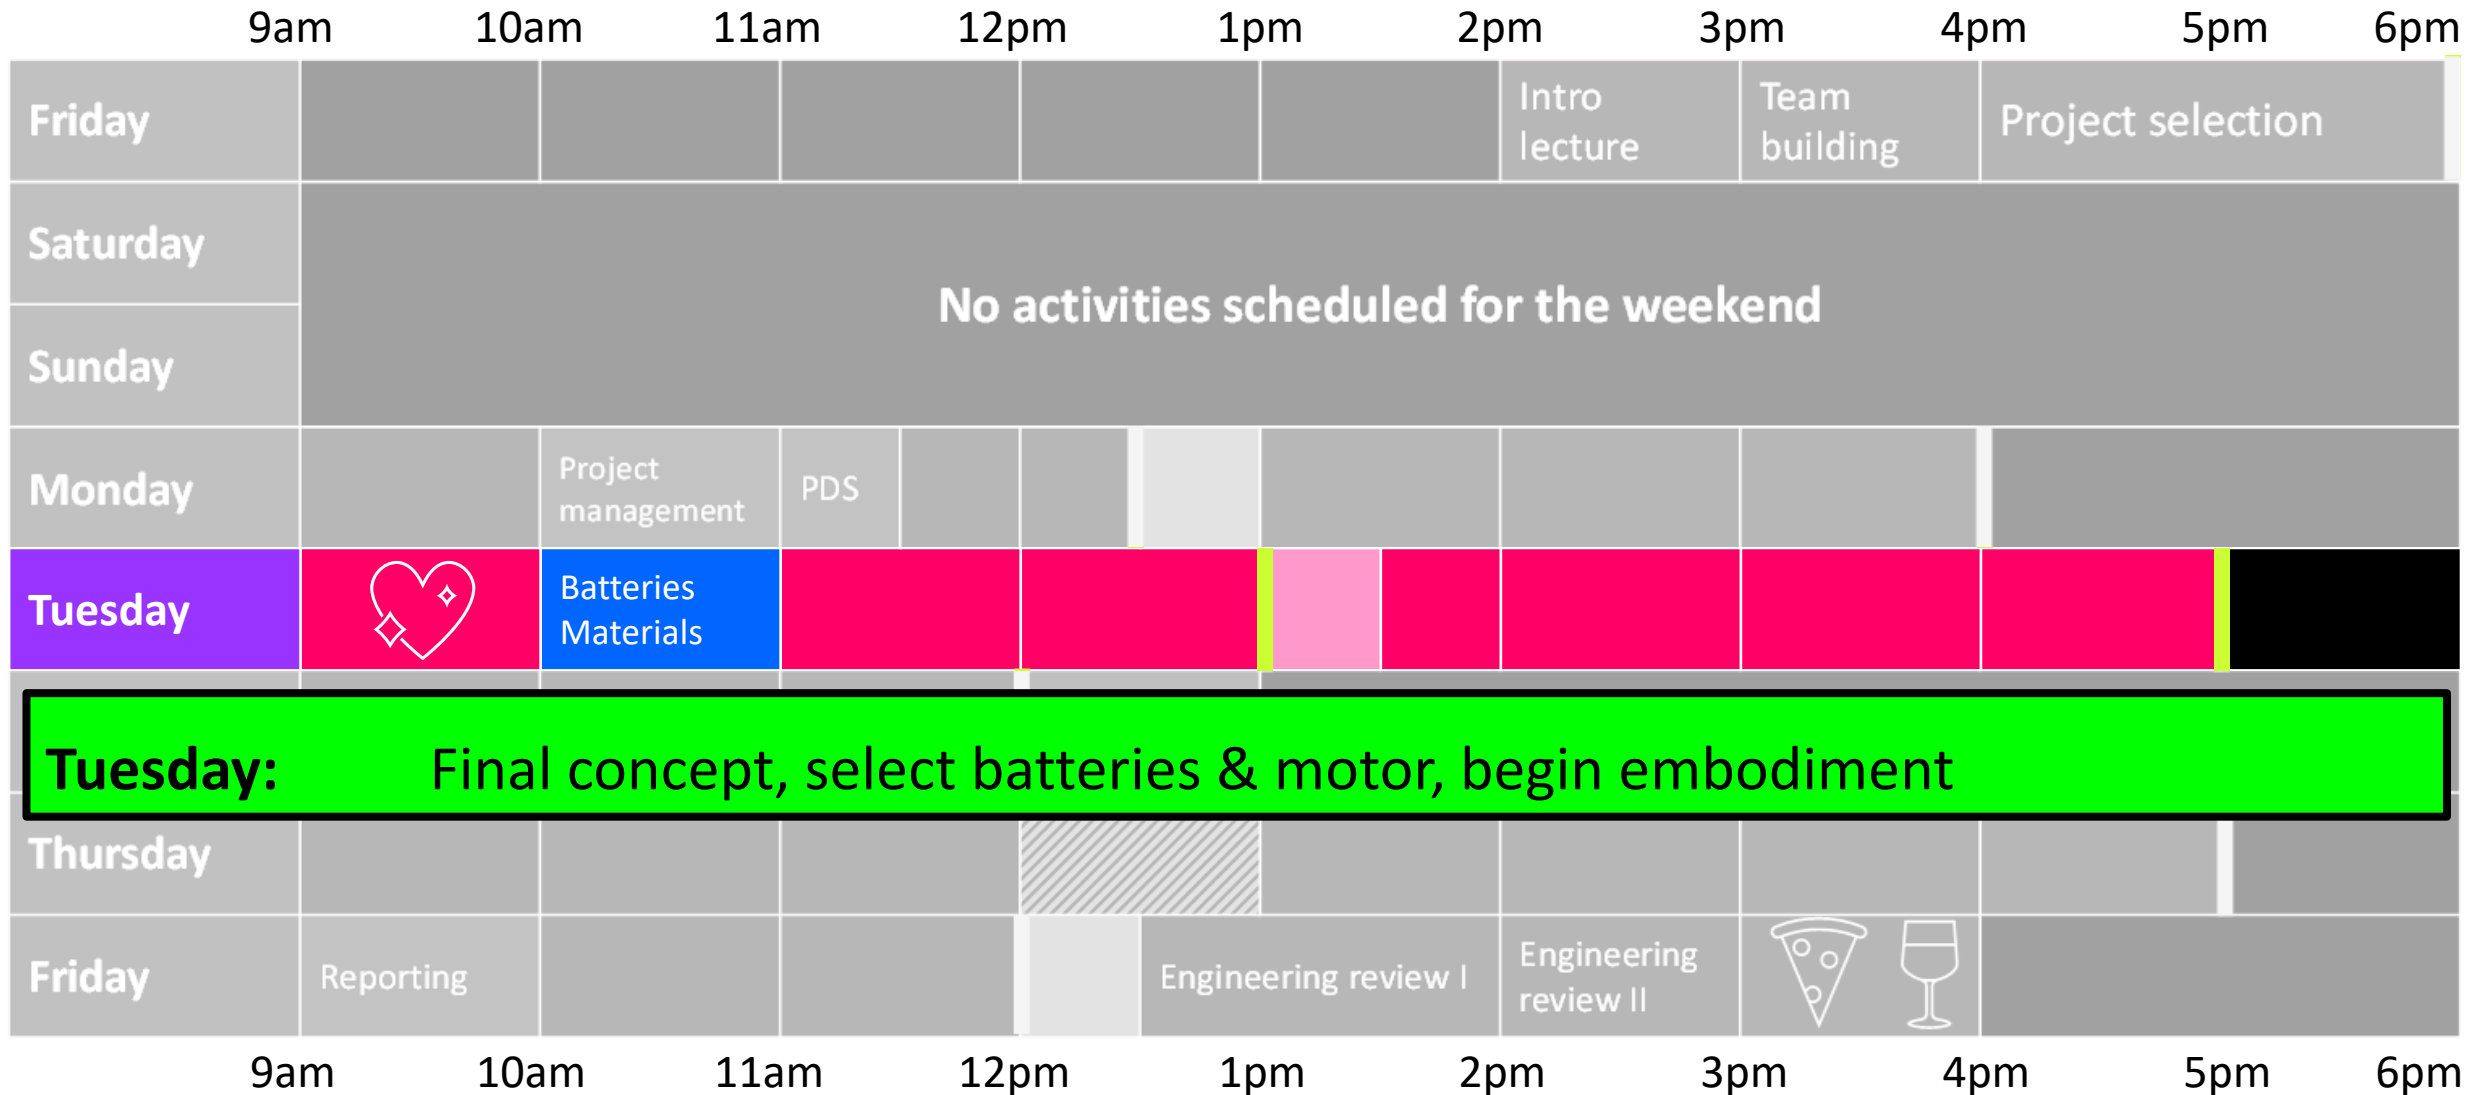 9am 10am 11am 12pm 1pm 2pm 3pm 4pm 5pm 6pm
Friday
Intro
lecture
Team
building
Project selection
Saturday
No activities scheduled for the weekend
Sunday
Monday
Project
management
PDS
Tuesday
Batteries
Materials
Tuesday: Final concept, select batteries & motor, begin embodiment
Thursday
Friday
Reporting
Engineering review I
Engineering
review II
9am 10am 11am 12pm 1pm 2pm 3pm 4pm 5pm 6pm